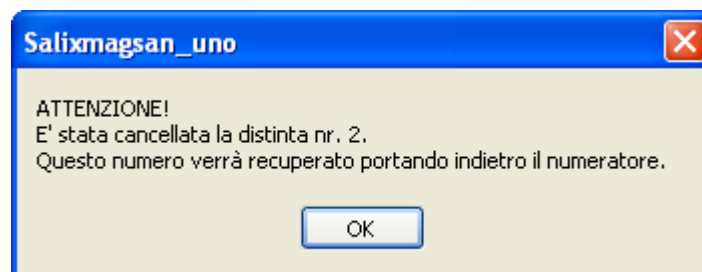 Salixmagsan_uno
ATTENZIONE!
E' stata cancellata la distinta nr. 2.
Questo numero verrà recuperato portando indietro il numeratore.
OK